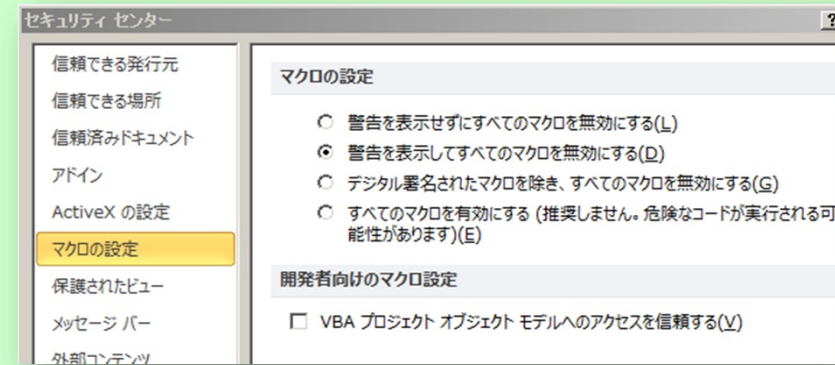 セキュリティ センター
信頼できる発行元
信頼できる場所
信頼済みドキュメント
アドイン
ActiveX の設定
マクロの設定
保護されたビュー
メッセージ バー
外部コンテンツ
マクロの設定
警告を表示せずにすべてのマクロを無効にする(L)
警告を表示してすべてのマクロを無効にする(D)
デジタル署名されたマクロを除き、すべてのマクロを無効にする(G)
すべてのマクロを有効にする (推奨しません。危険なコードが実行される可
能性があります)(E)
開発者向けのマクロ設定
VBA プロジェクト オブジェクト モデルへのアクセスを信頼する(V)